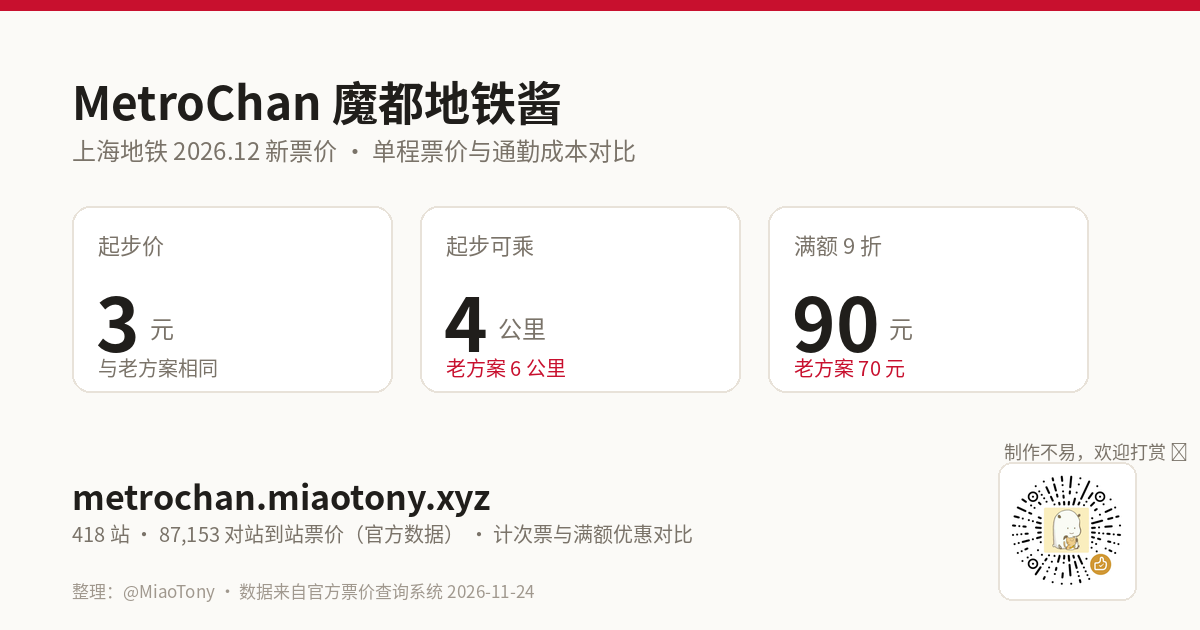 MetroChan 魔都地铁酱
上海地铁 2026.12 新票价 · 单程票价与通勤成本对比
起步价
3 元
与老方案相同
起步可乘
4 公里
老方案 6 公里
满额 9 折
90 元
老方案 70 元
制作不易，欢迎打赏
metrochan.miaotony.xyz
418 站 · 87,153 对站到站票价（官方数据） · 计次票与满额优惠对比
整理：@MiaoTony · 数据来自官方票价查询系统 2026-11-24